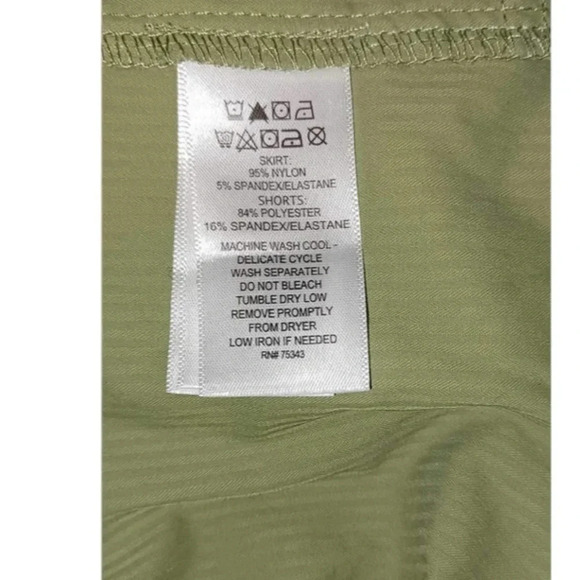 SKIRT:
95% NYLON
5% SPANDEX/ELASTANE
SHORTS:
84% POLYESTER
16% SPANDEX/ELASTANE
MACHINE WASH COOL -
DELICATE CYCLE
WASH SEPARATELY
DO NOT BLEACH
TUMBLE DRY LOW
REMOVE PROMPTLY
FROM DRYER
LOW IRON IF NEEDED
RN# 75343